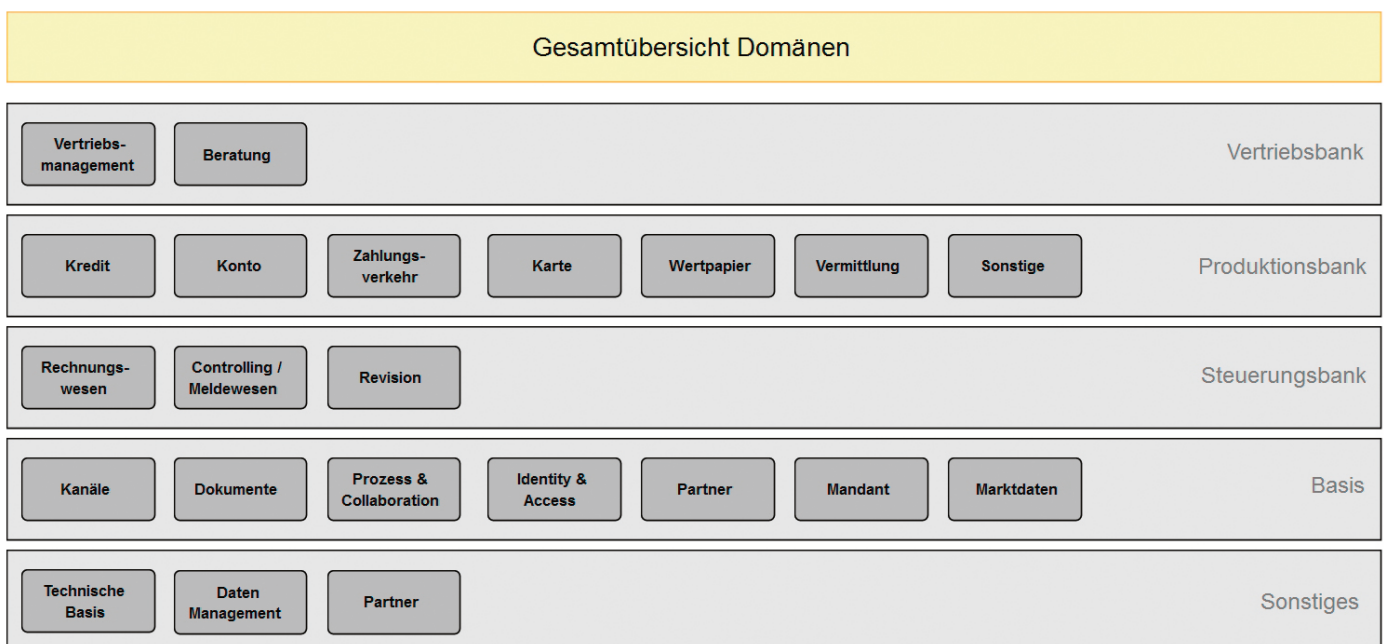 Gesamtübersicht Domänen
Vertriebs-
management
Beratung
Vertriebsbank
Kredit
Konto
Zahlungs-
verkehr
Karte
Wertpapier
Vermittlung
Sonstige
Produktionsbank
Rechnungs-
wesen
Controlling /
Meldewesen
Revision
Steuerungsbank
Kanäle
Dokumente
Prozess &
Collaboration
Identity &
Access
Partner
Mandant
Marktdaten
Basis
Technische
Basis
Daten
Management
Partner
Sonstiges